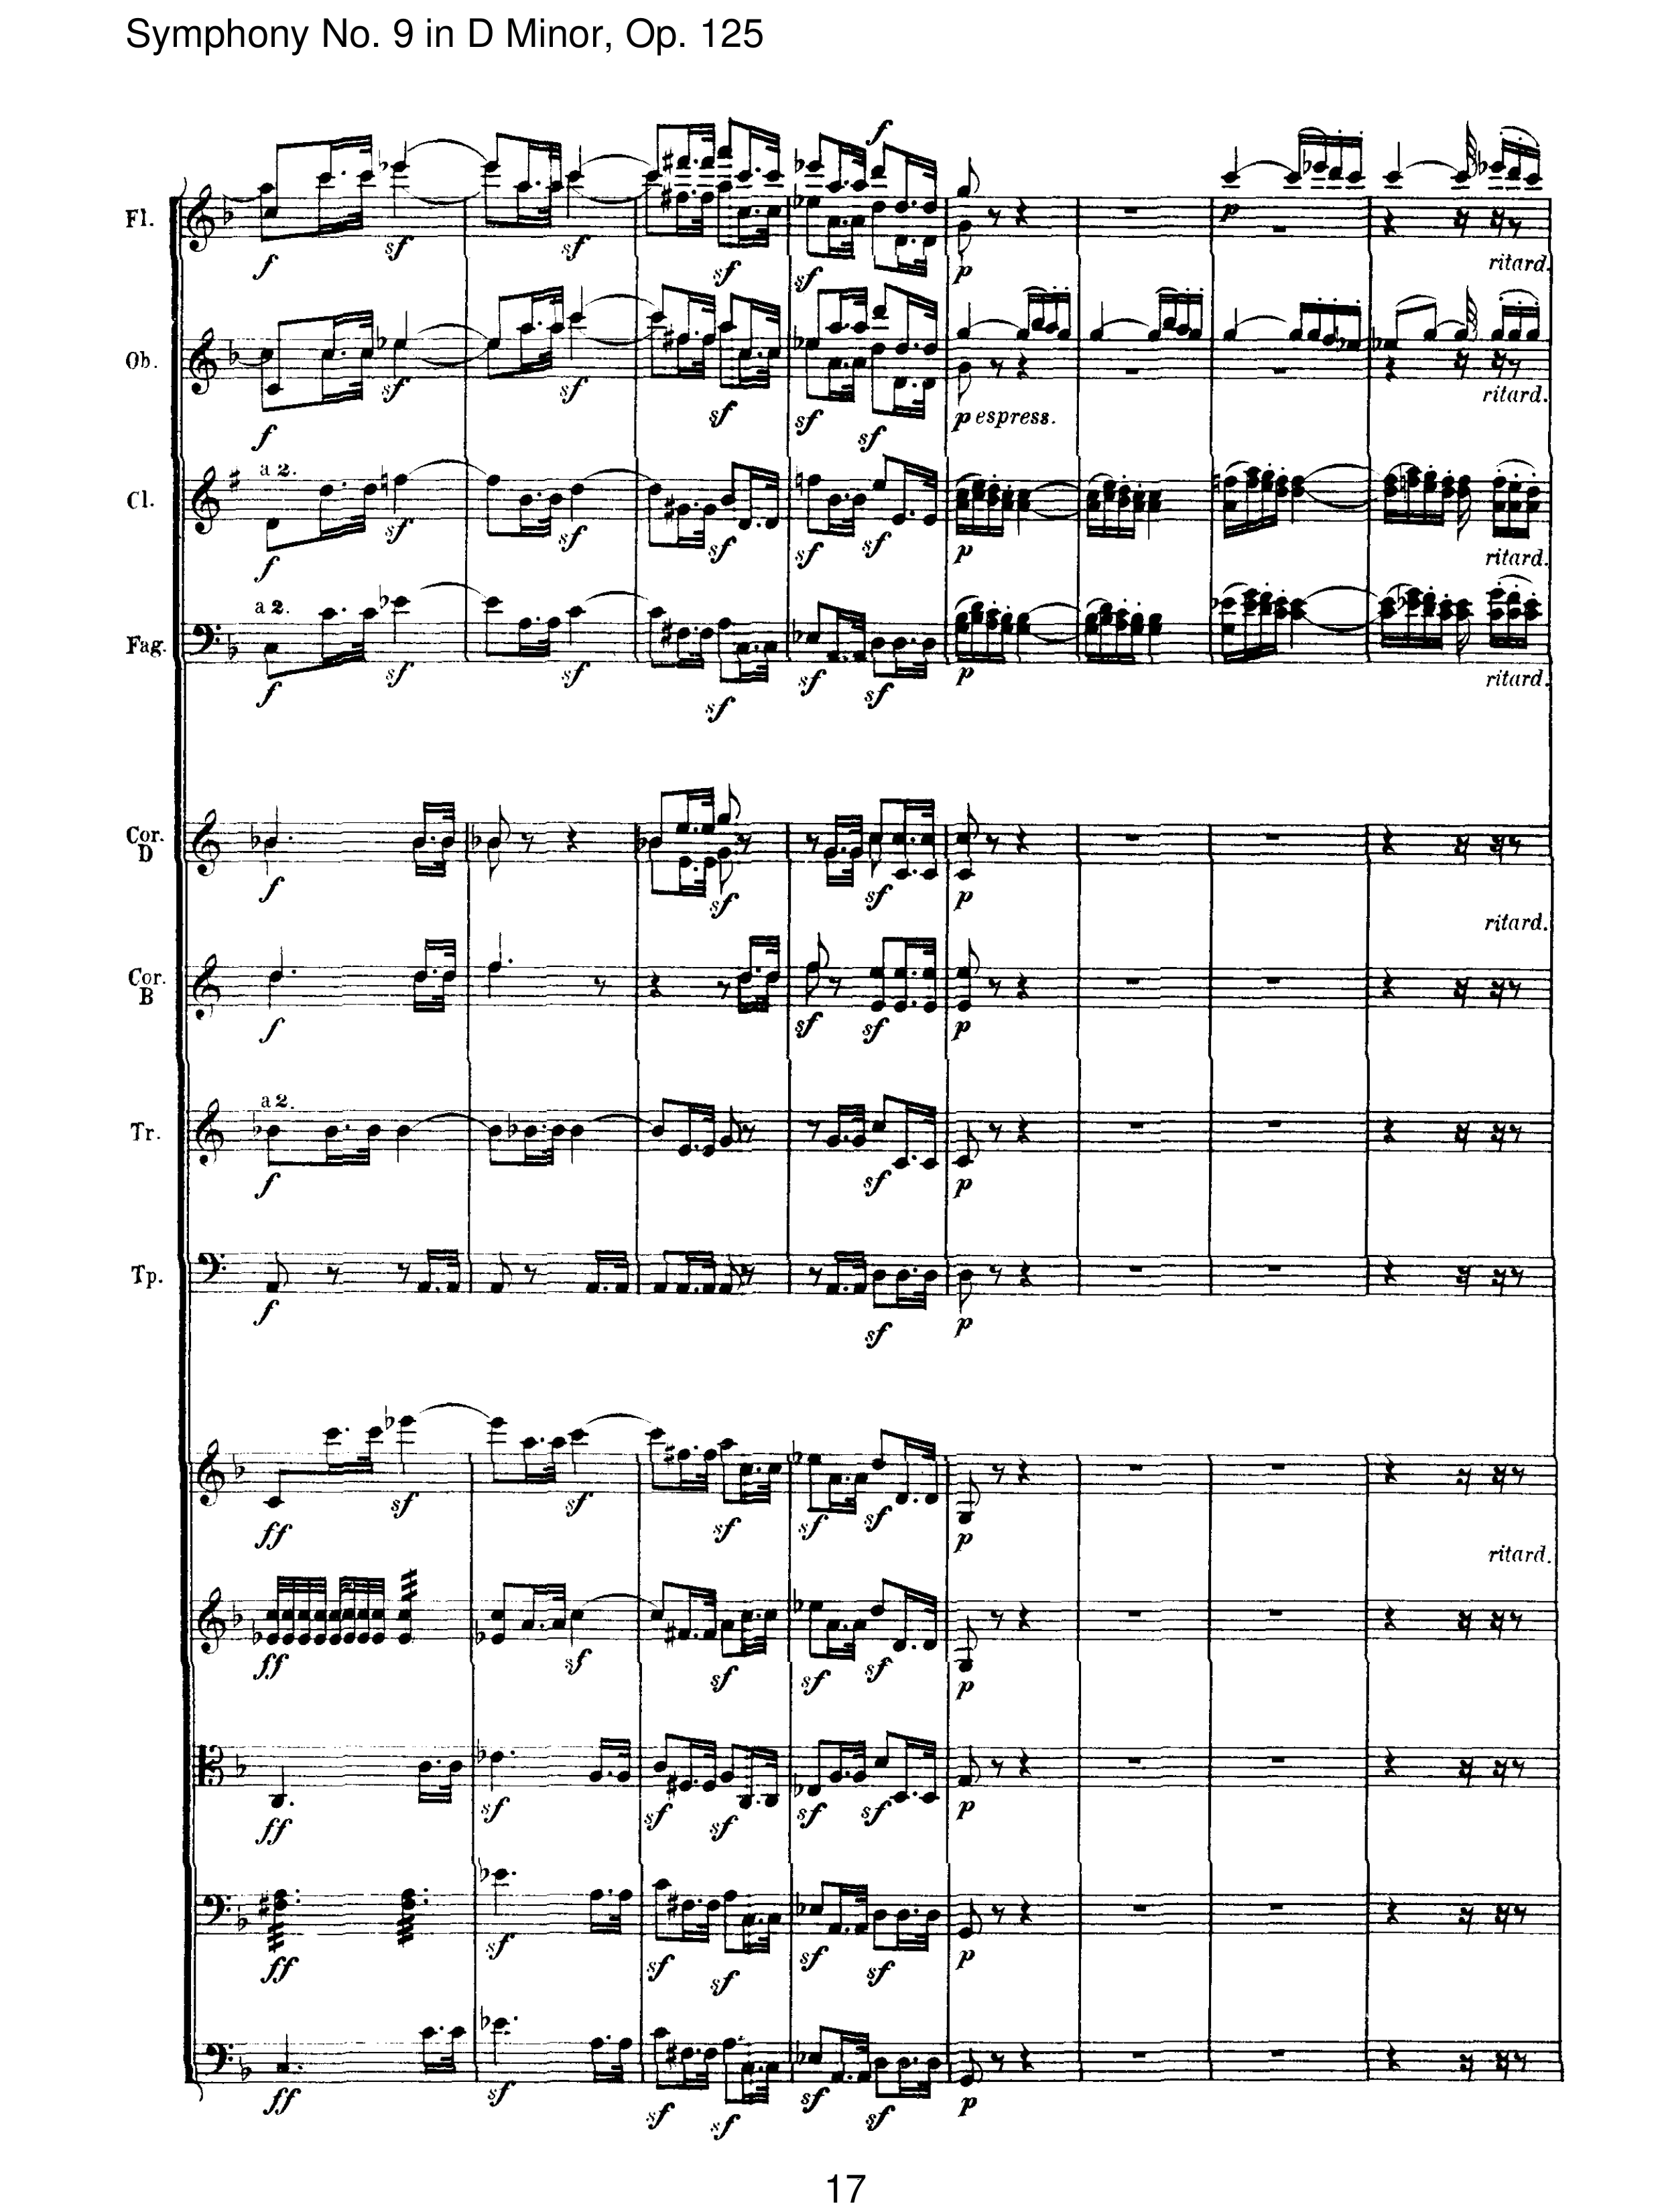 Symphony No. 9 in D Minor, Op. 125
f
Fl.
sf sf sf sf
f p p
ritard.
Ob.
sf sf sf sf sf
f p espress.
ritard.
a 2.
Cl.
sf sf sf sf sf
f p
ritard.
a 2.
Fag.
sf sf sf sf sf
f p
ritard.
Cor.
D
f sf sf p
ritard.
Cor.
B
f sf sf p
a 2.
Tr.
f sf p
Tp.
f sf p
sf sf sf sf sf
ff p
ritard.
ff sf sf sf sf p
ff sf sf sf sf sf p
ff sf sf sf sf sf p
ff sf sf sf sf sf p
17